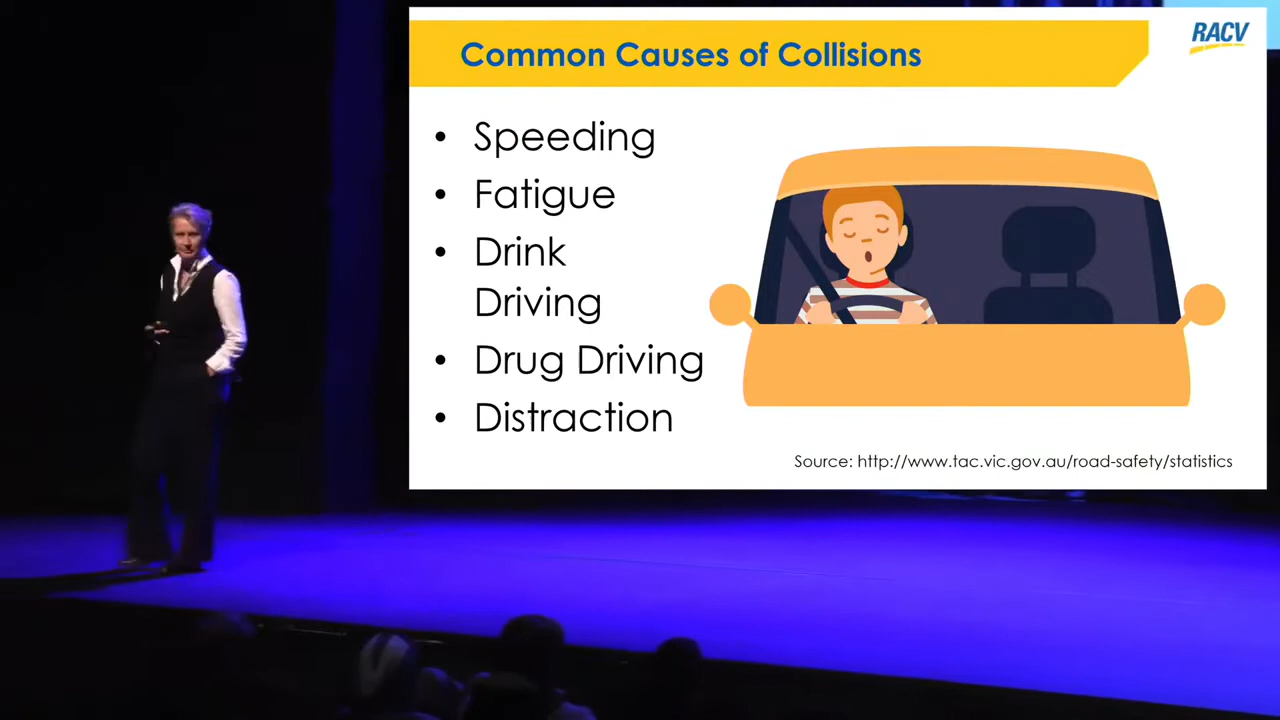 Common Causes of Collisions
RACV
• Speeding
• Fatigue
• Drink
Driving
• Drug Driving
• Distraction
Source: http://www.tac.vic.gov.au/road-safety/statistics